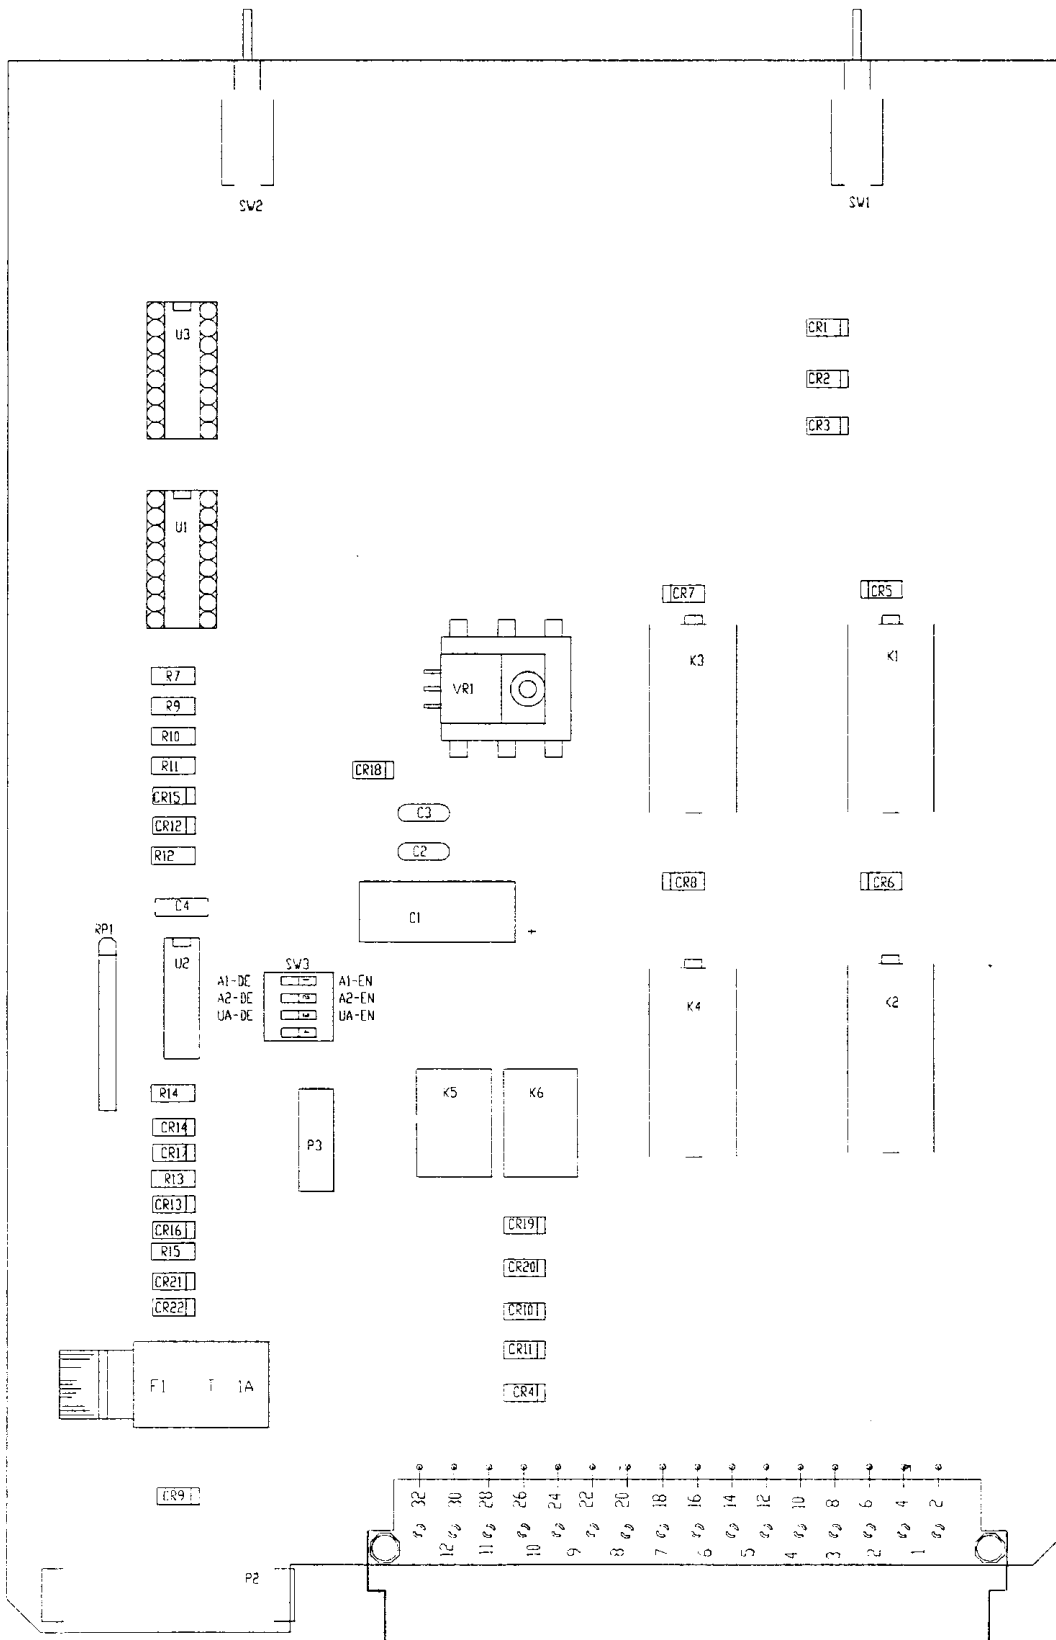 SW2
SW1
U3
CR1
CR2
CR3
U1
CR7
CR5
K3
K1
R7
VR1
R9
R10
R11
CR18
CR15
C3
CR12
C2
R12
CR8
CR6
C4
C1
+
RP1
U2
SW3
A1-DE
A1-EN
A2-DE
A2-EN
UA-DE
UA-EN
K4
K2
R14
K5
K6
CR14
P3
CR17
R13
CR13
CR19
CR16
R15
CR20
CR21
CR22
CR10
CR11
F1 T 1A
CR4
32 30 28 26 24 22 20 18 16 14 12 10 8 6 4 2
CR9
12 11 10 9 8 7 6 5 4 3 2 1
P2